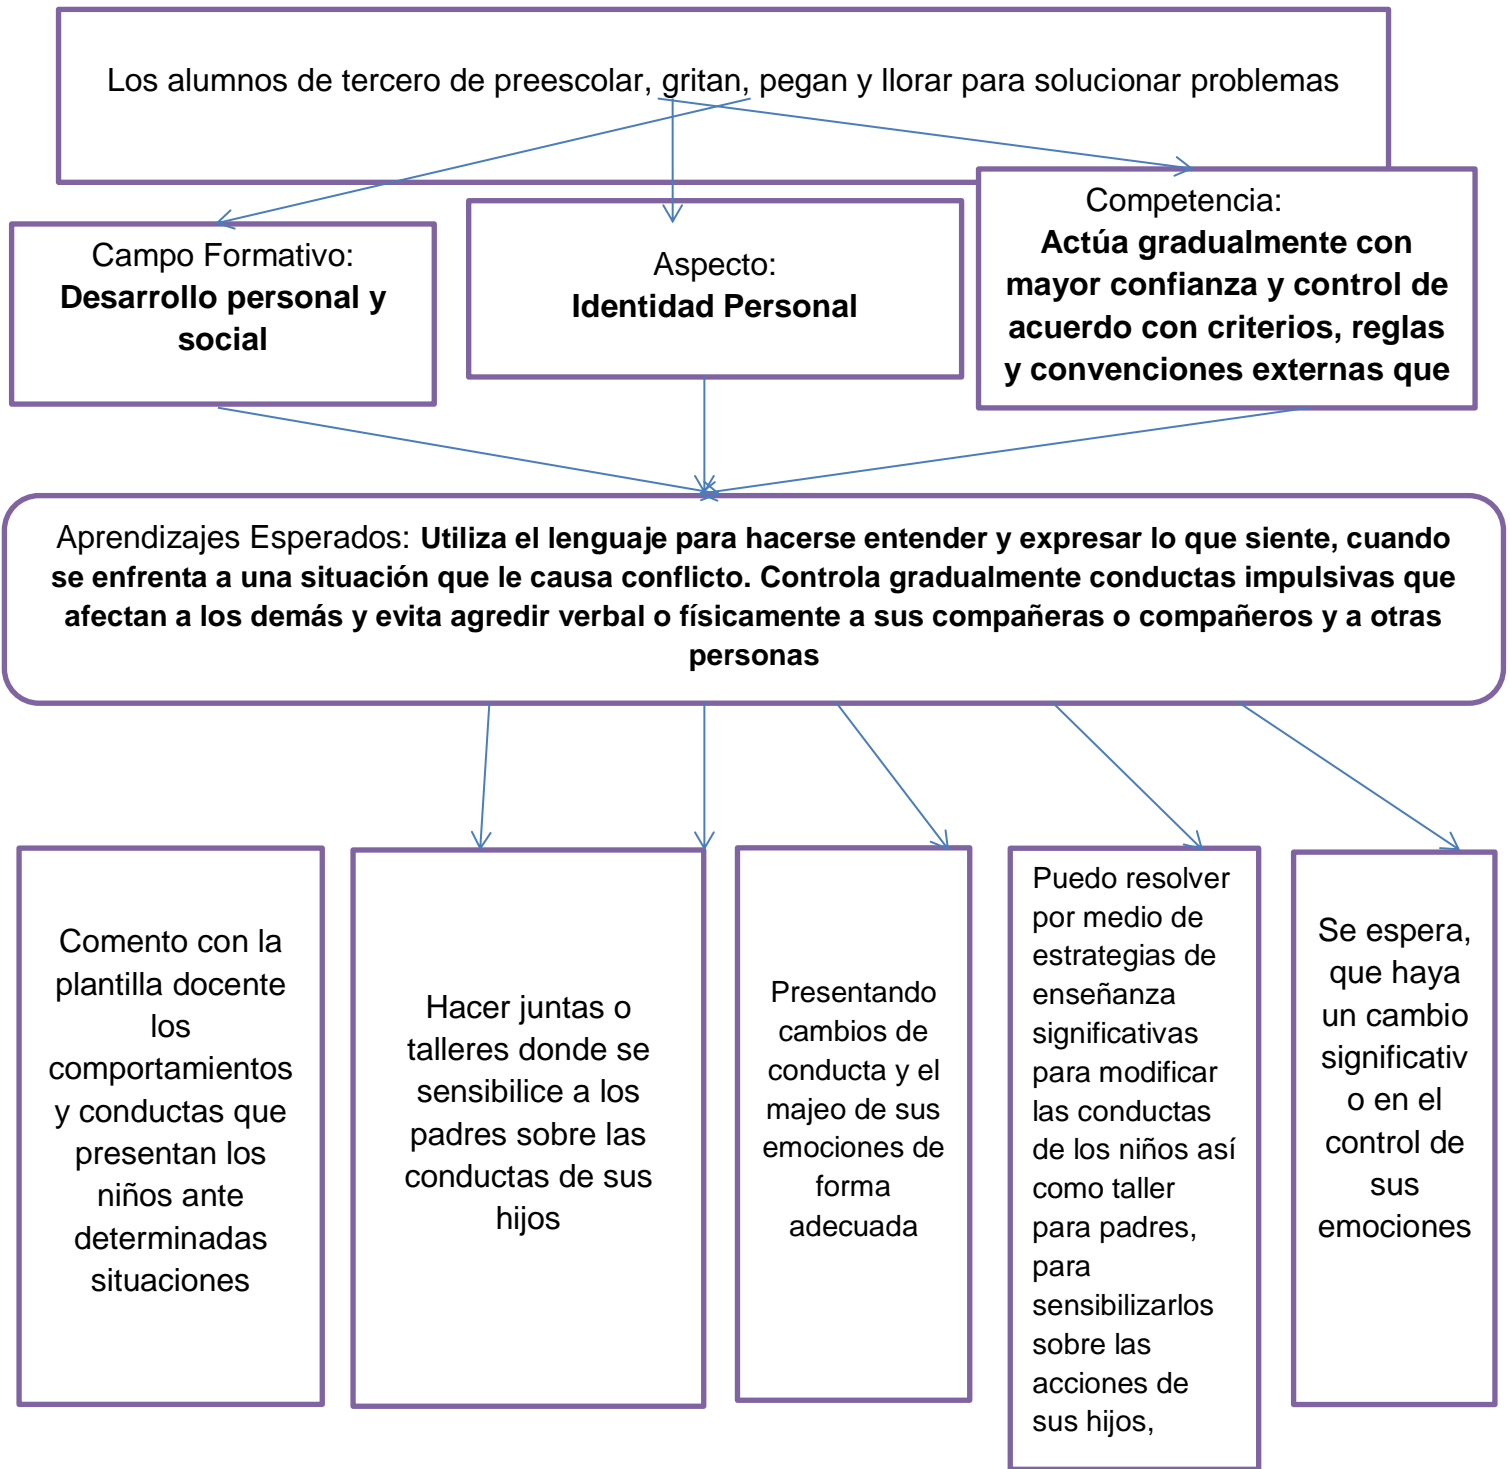 Los alumnos de tercero de preescolar, gritan, pegan y llorar para solucionar problemas
Campo Formativo:
Desarrollo personal y
social
Aspecto:
Identidad Personal
Competencia:
Actúa gradualmente con
mayor confianza y control de
acuerdo con criterios, reglas
y convenciones externas que
Aprendizajes Esperados: Utiliza el lenguaje para hacerse entender y expresar lo que siente, cuando
se enfrenta a una situación que le causa conflicto. Controla gradualmente conductas impulsivas que
afectan a los demás y evita agredir verbal o físicamente a sus compañeras o compañeros y a otras
personas
Comento con la
plantilla docente
los
comportamientos
y conductas que
presentan los
niños ante
determinadas
situaciones
Hacer juntas o
talleres donde se
sensibilice a los
padres sobre las
conductas de sus
hijos
Presentando
cambios de
conducta y el
majeo de sus
emociones de
forma
adecuada
Puedo resolver
por medio de
estrategias de
enseñanza
significativas
para modificar
las conductas
de los niños así
como taller
para padres,
para
sensibilizarlos
sobre las
acciones de
sus hijos,
Se espera,
que haya
un cambio
significativ
o en el
control de
sus
emociones